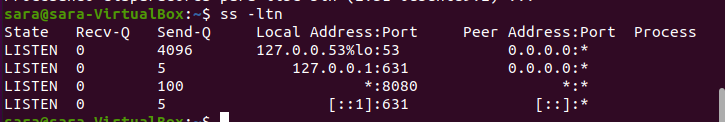 sara@sara-VirtualBox:~$ ss -ltn
State Recv-Q Send-Q Local Address:Port Peer Address:Port Process
LISTEN 0 4096 127.0.0.53%lo:53 0.0.0.0:*
LISTEN 0 5 127.0.0.1:631 0.0.0.0:*
LISTEN 0 100 *:8080 *:*
LISTEN 0 5 [::1]:631 [::]:*
sara@sara-VirtualBox:~$